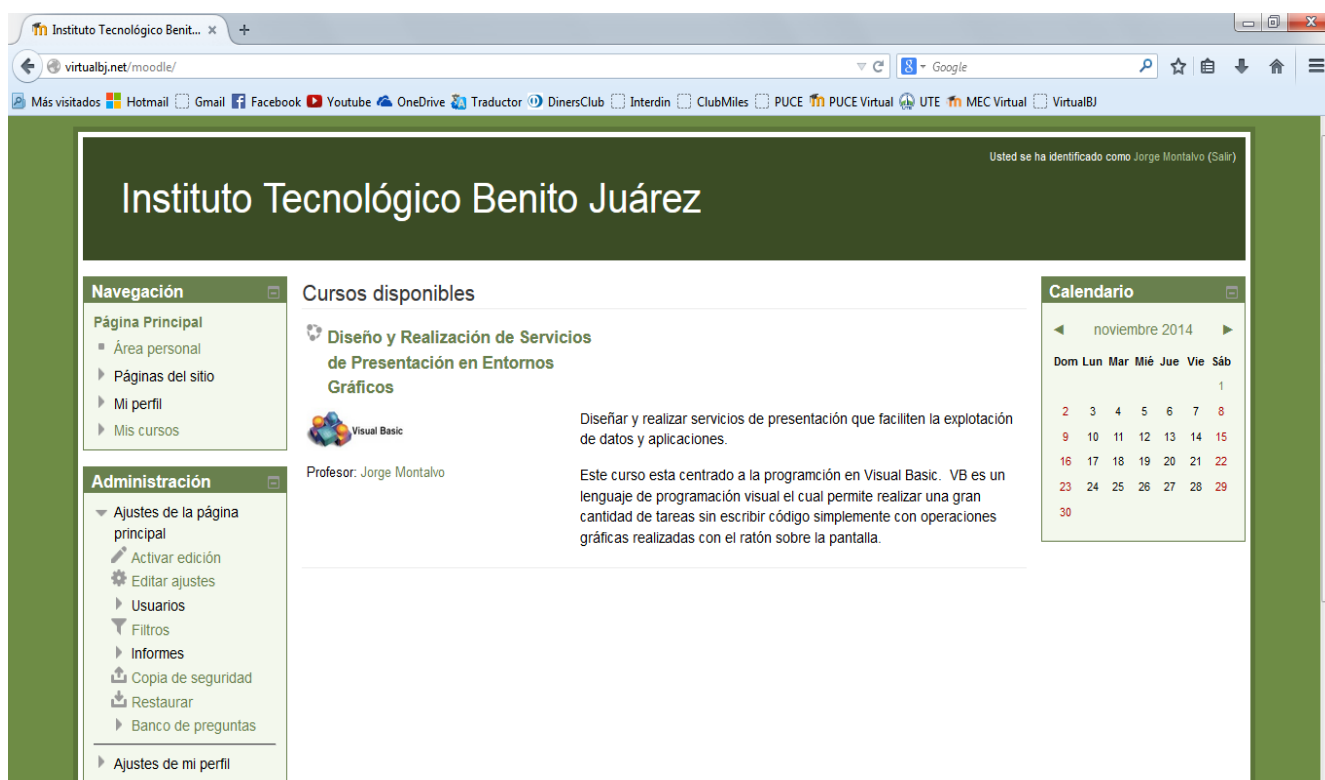 Instituto Tecnológico Benit... × +
virtualbj.net/moodle/
Google
Más visitados Hotmail Gmail Facebook Youtube OneDrive Traductor DinersClub Interdin ClubMiles PUCE PUCE Virtual UTE MEC Virtual VirtualBJ
Usted se ha identificado como Jorge Montalvo (Salir)
Instituto Tecnológico Benito Juárez
Navegación
Página Principal
Área personal
Páginas del sitio
Mi perfil
Mis cursos
Administración
Ajustes de la página
principal
Activar edición
Editar ajustes
Usuarios
Filtros
Informes
Copia de seguridad
Restaurar
Banco de preguntas
Ajustes de mi perfil
Cursos disponibles
Diseño y Realización de Servicios
de Presentación en Entornos
Gráficos
Visual Basic
Profesor: Jorge Montalvo
Diseñar y realizar servicios de presentación que faciliten la explotación
de datos y aplicaciones.
Este curso esta centrado a la programción en Visual Basic. VB es un
lenguaje de programación visual el cual permite realizar una gran
cantidad de tareas sin escribir código simplemente con operaciones
gráficas realizadas con el ratón sobre la pantalla.
Calendario
◄ noviembre 2014 ►
Dom Lun Mar Mié Jue Vie Sáb
1
2 3 4 5 6 7 8
9 10 11 12 13 14 15
16 17 18 19 20 21 22
23 24 25 26 27 28 29
30